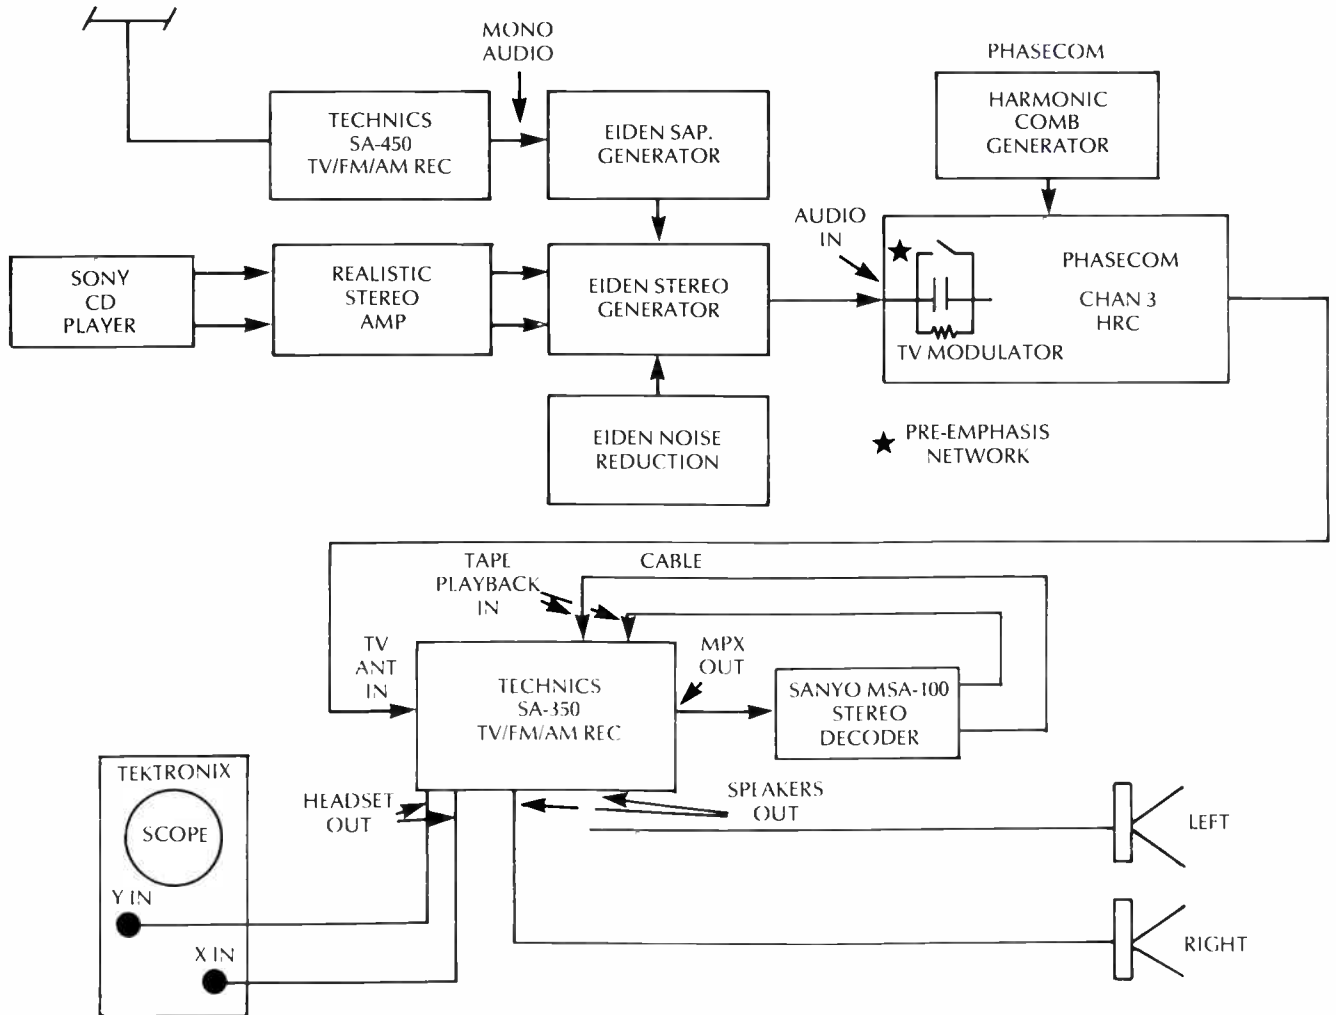 MONO
AUDIO
PHASECOM
TECHNICS
SA-450
TV/FM/AM REC
EIDEN SAP.
GENERATOR
HARMONIC
COMB
GENERATOR
AUDIO
IN
SONY
CD
PLAYER
REALISTIC
STEREO
AMP
EIDEN STEREO
GENERATOR
PHASECOM
CHAN 3
HRC
TV MODULATOR
EIDEN NOISE
REDUCTION
★ PRE-EMPHASIS
NETWORK
TAPE
PLAYBACK
IN
CABLE
TV
ANT
IN
MPX
OUT
TECHNICS
SA-350
TV/FM/AM REC
SANYO MSA-100
STEREO
DECODER
TEKTRONIX
SCOPE
Y IN
X IN
HEADSET
OUT
SPEAKERS
OUT
LEFT
RIGHT